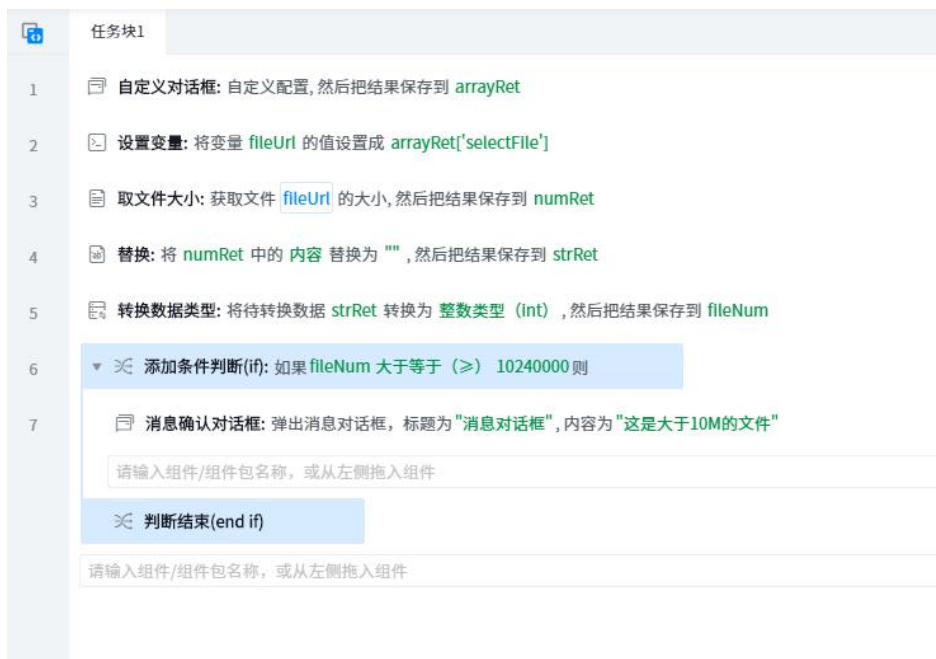 任务块1
1 自定义对话框: 自定义配置, 然后把结果保存到 arrayRet
2 设置变量: 将变量 fileUrl 的值设置成 arrayRet['selectFile']
3 取文件大小: 获取文件 fileUrl 的大小, 然后把结果保存到 numRet
4 替换: 将 numRet 中的 内容 替换为 "" , 然后把结果保存到 strRet
5 转换数据类型: 将待转换数据 strRet 转换为 整数类型（int）, 然后把结果保存到 fileNum
6 添加条件判断(if): 如果 fileNum 大于等于（≥） 10240000 则
7 消息确认对话框: 弹出消息对话框，标题为 "消息对话框" , 内容为 "这是大于10M的文件"
请输入组件/组件包名称，或从左侧拖入组件
判断结束(end if)
请输入组件/组件包名称，或从左侧拖入组件